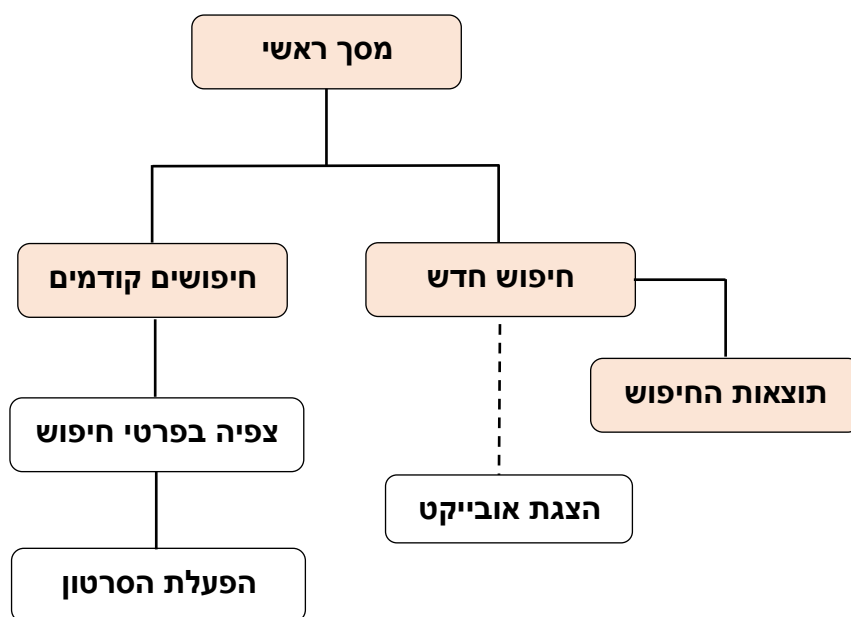 מסך ראשי
חיפוש חדש
חיפושים קודמים
תוצאות החיפוש
צפיה בפרטי חיפוש
הצגת אובייקט
הפעלת הסרטון